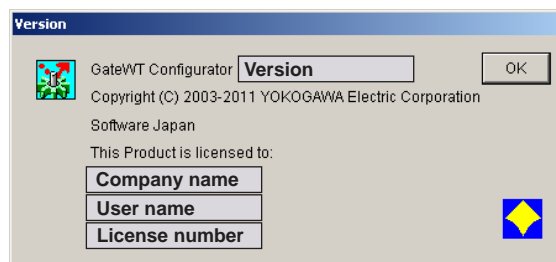 Version
GateWT Configurator Version
OK
Copyright (C) 2003-2011 YOKOGAWA Electric Corporation
Software Japan
This Product is licensed to:
Company name
User name
License number